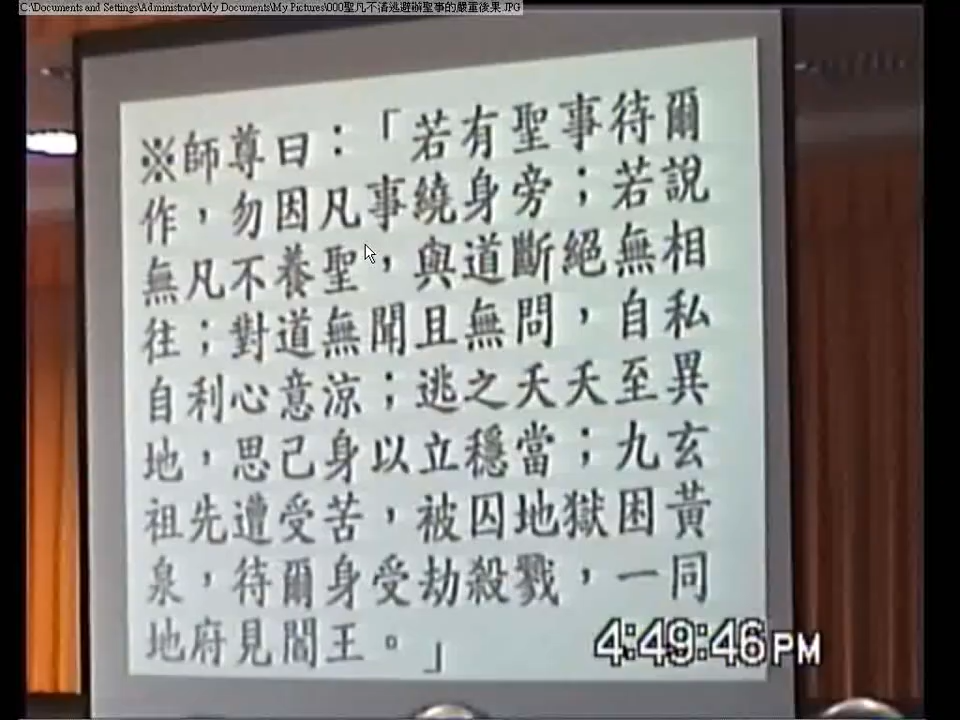 C:\Documents and Settings\Administrator\My Documents\My Pictures\000聖凡不清逃避辦聖事的嚴重後果.JPG
※師尊曰：「若有聖事待爾
作，勿因凡事繞身旁；若說
無凡不養聖，與道斷絕無相
往；對道無聞且無問，自私
自利心意涼；逃之夭夭至異
地，思己身以立穩當；九玄
祖先遭受苦，被囚地獄困黃
泉，待爾身受劫殺戮，一同
地府見閻王。」
4:49:46PM